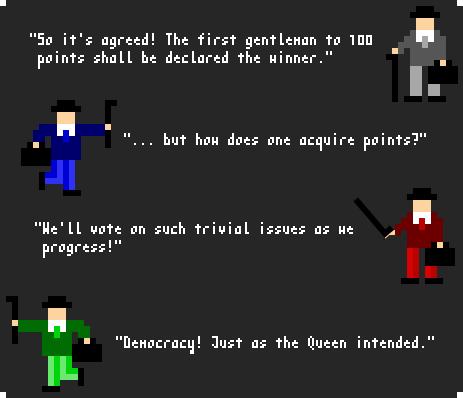 "So it's agreed! The first gentleman to 100
points shall be declared the winner."
"... but how does one acquire points?"
"We'll vote on such trivial issues as we
progress!"
"Democracy! Just as the Queen intended."